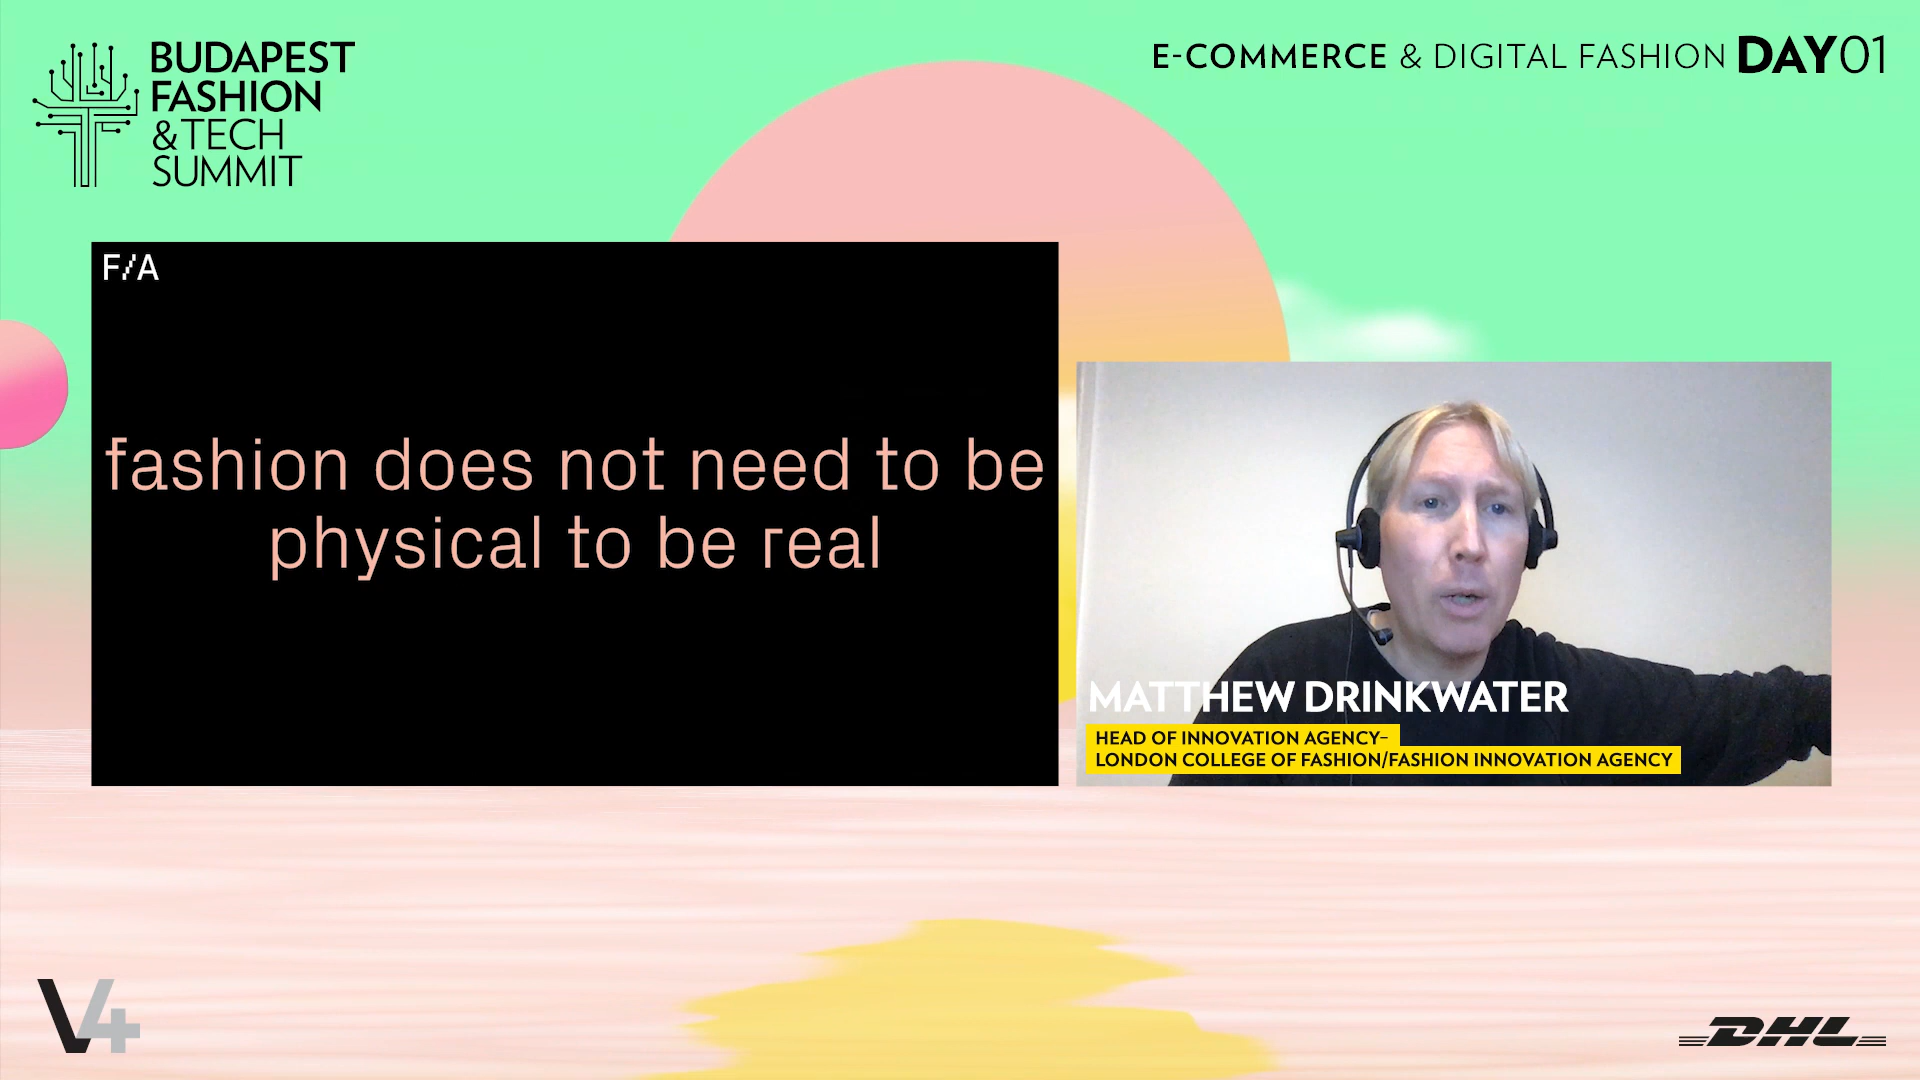 BUDAPEST
FASHION
&TECH
SUMMIT
E-COMMERCE & DIGITAL FASHION DAY01
F/A
fashion does not need to be
physical to be real
MATTHEW DRINKWATER
HEAD OF INNOVATION AGENCY–
LONDON COLLEGE OF FASHION/FASHION INNOVATION AGENCY
V4
DHL